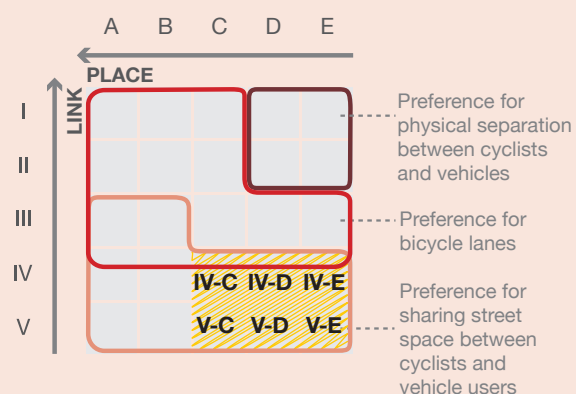 A B C D E
PLACE
LINK
I
II
III
IV
V
IV-C IV-D IV-E
V-C V-D V-E
Preference for
physical separation
between cyclists
and vehicles
Preference for
bicycle lanes
Preference for
sharing street
space between
cyclists and
vehicle users